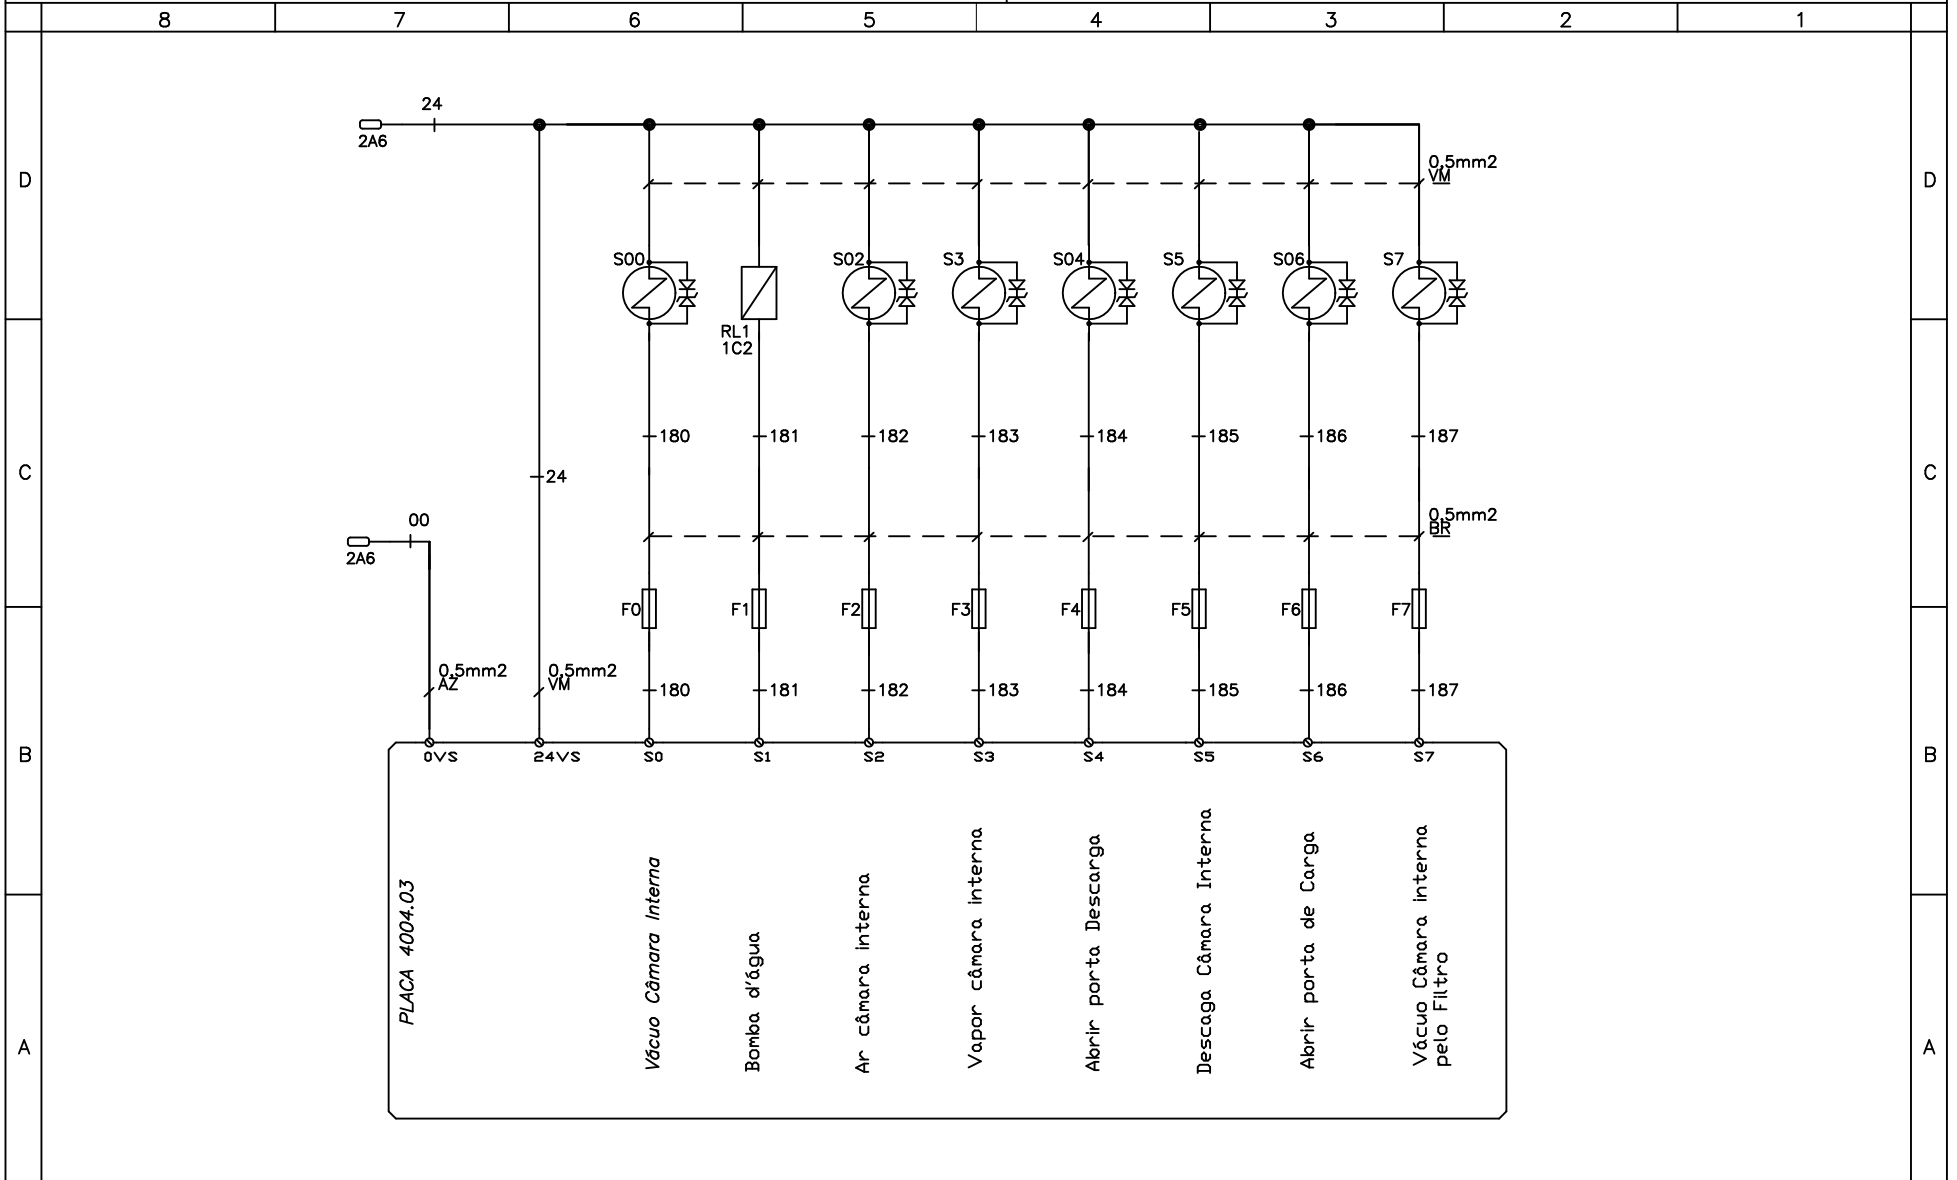 8 7 6 5 4 3 2 1
24
2A6
0,5mm2
VM
D D
S00 S02 S3 S04 S5 S06 S7
RL1
1C2
180 181 182 183 184 185 186 187
C C
24
00
2A6
0,5mm2
BR
F0 F1 F2 F3 F4 F5 F6 F7
0,5mm2 0,5mm2
AZ VM
180 181 182 183 184 185 186 187
B B
0VS 24VS S0 S1 S2 S3 S4 S5 S6 S7
PLACA 4004.03
Vácuo Câmara Interna
Bomba d'água
Ar câmara interna
Vapor câmara interna
Abrir porta Descarga
Descaga Câmara Interna
Abrir porta de Carga
Vácuo Câmara interna
pelo Filtro
A A